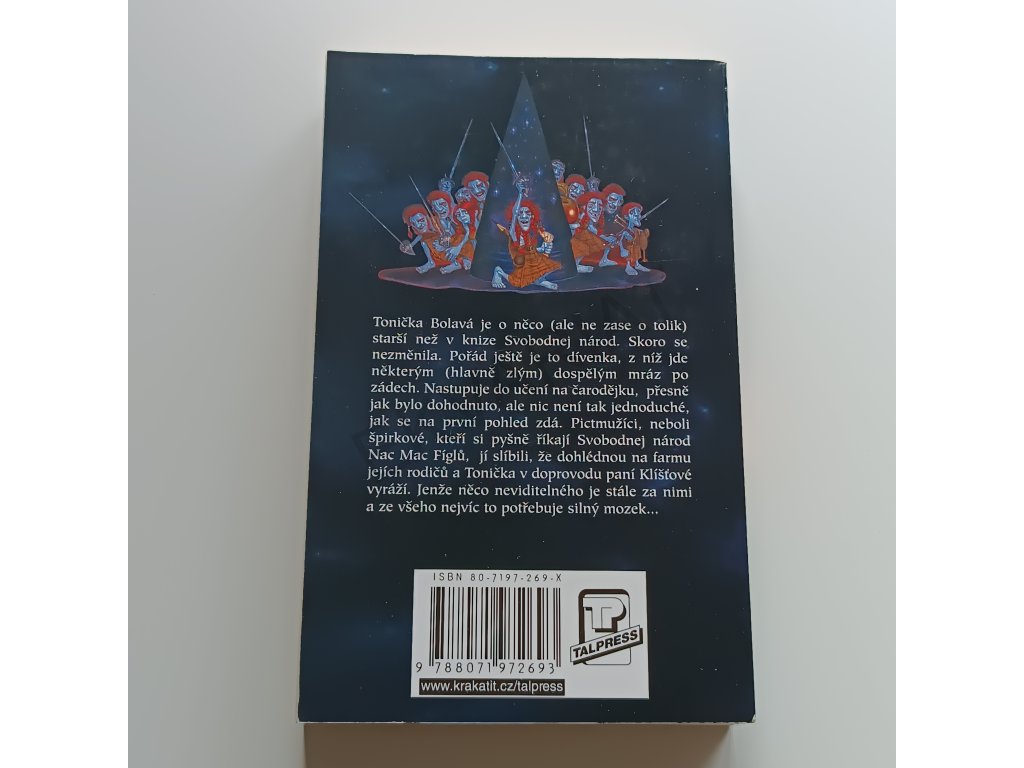 Tonička Bolavá je o něco (ale ne zase o tolik)
starší než v knize Svobodnej národ. Skoro se
nezměnila. Pořád ještě je to dívenka, z níž jde
některým (hlavně zlým) dospělým mráz po
zádech. Nastupuje do učení na čarodějku, přesně
jak bylo dohodnuto, ale nic není tak jednoduché,
jak se na první pohled zdá. Pictmužíci, neboli
špirkové, kteří si pyšně říkají Svobodnej národ
Nac Mac Fíglů, jí slíbili, že dohlédnou na farmu
jejích rodičů a Tonička v doprovodu paní Klíšťové
vyráží. Jenže něco neviditelného je stále za nimi
a ze všeho nejvíc to potřebuje silný mozek...
ISBN 80-7197-269-X
9 788071 972693
www.krakatit.cz/talpress
TP
TALPRESS